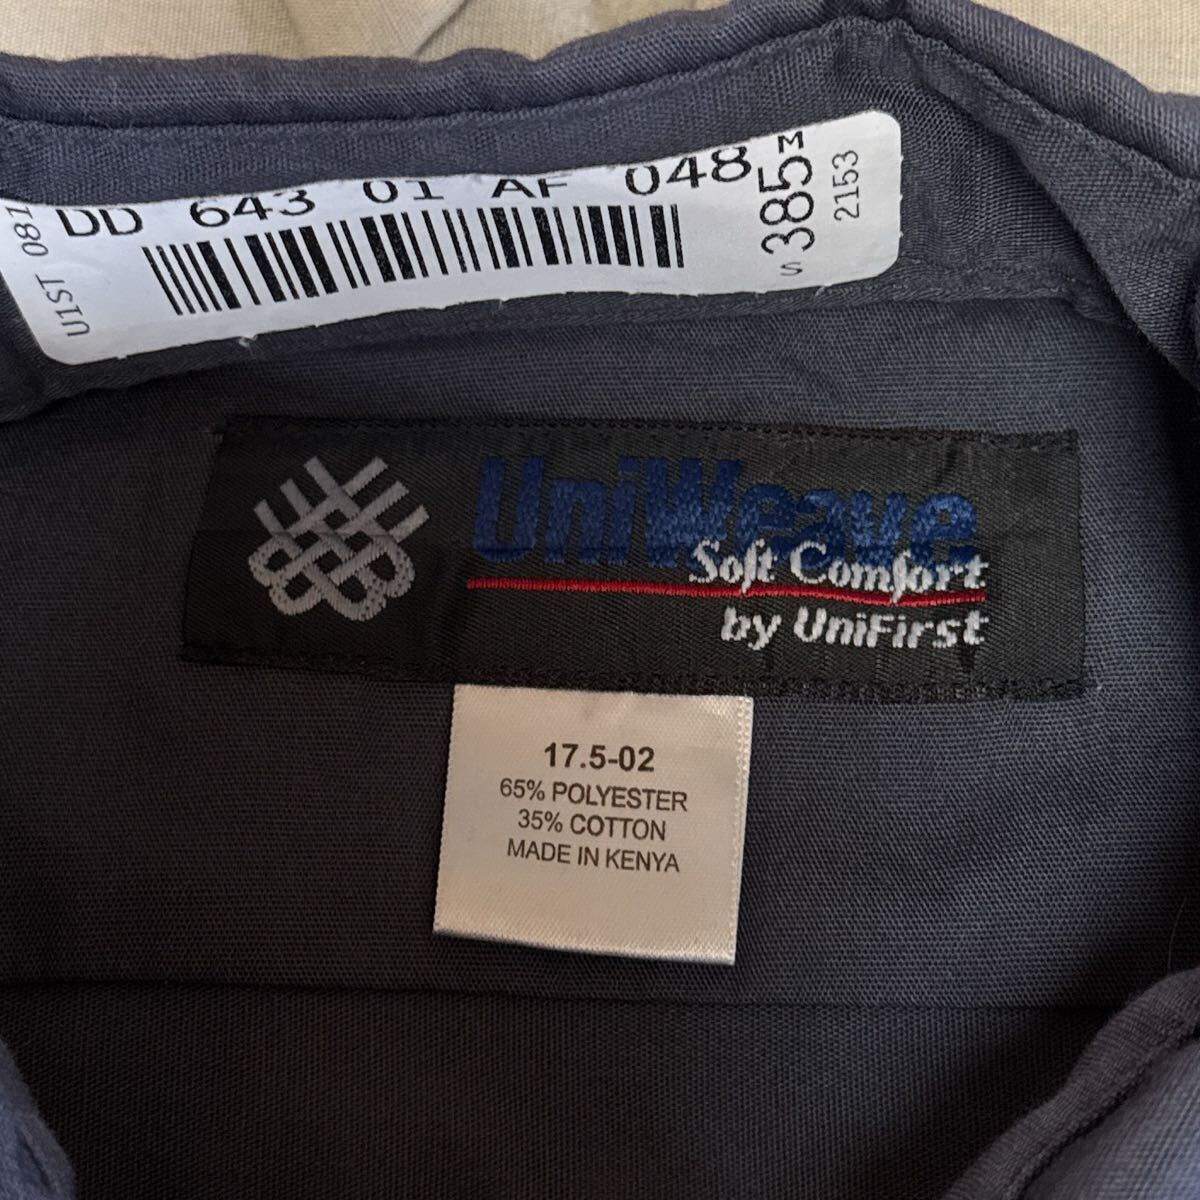 DD 643 01 AF 048
U1ST 081
S 385 M
2153
UniWeave
Soft Comfort
by UniFirst
17.5-02
65% POLYESTER
35% COTTON
MADE IN KENYA